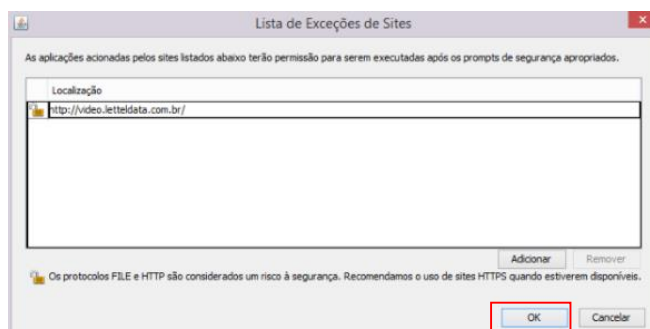 Lista de Exceções de Sites
As aplicações acionadas pelos sites listados abaixo terão permissão para serem executadas após os prompts de segurança apropriados.
Localização
http://video.letteldata.com.br/
Adicionar Remover
Os protocolos FILE e HTTP são considerados um risco à segurança. Recomendamos o uso de sites HTTPS quando estiverem disponíveis.
OK Cancelar